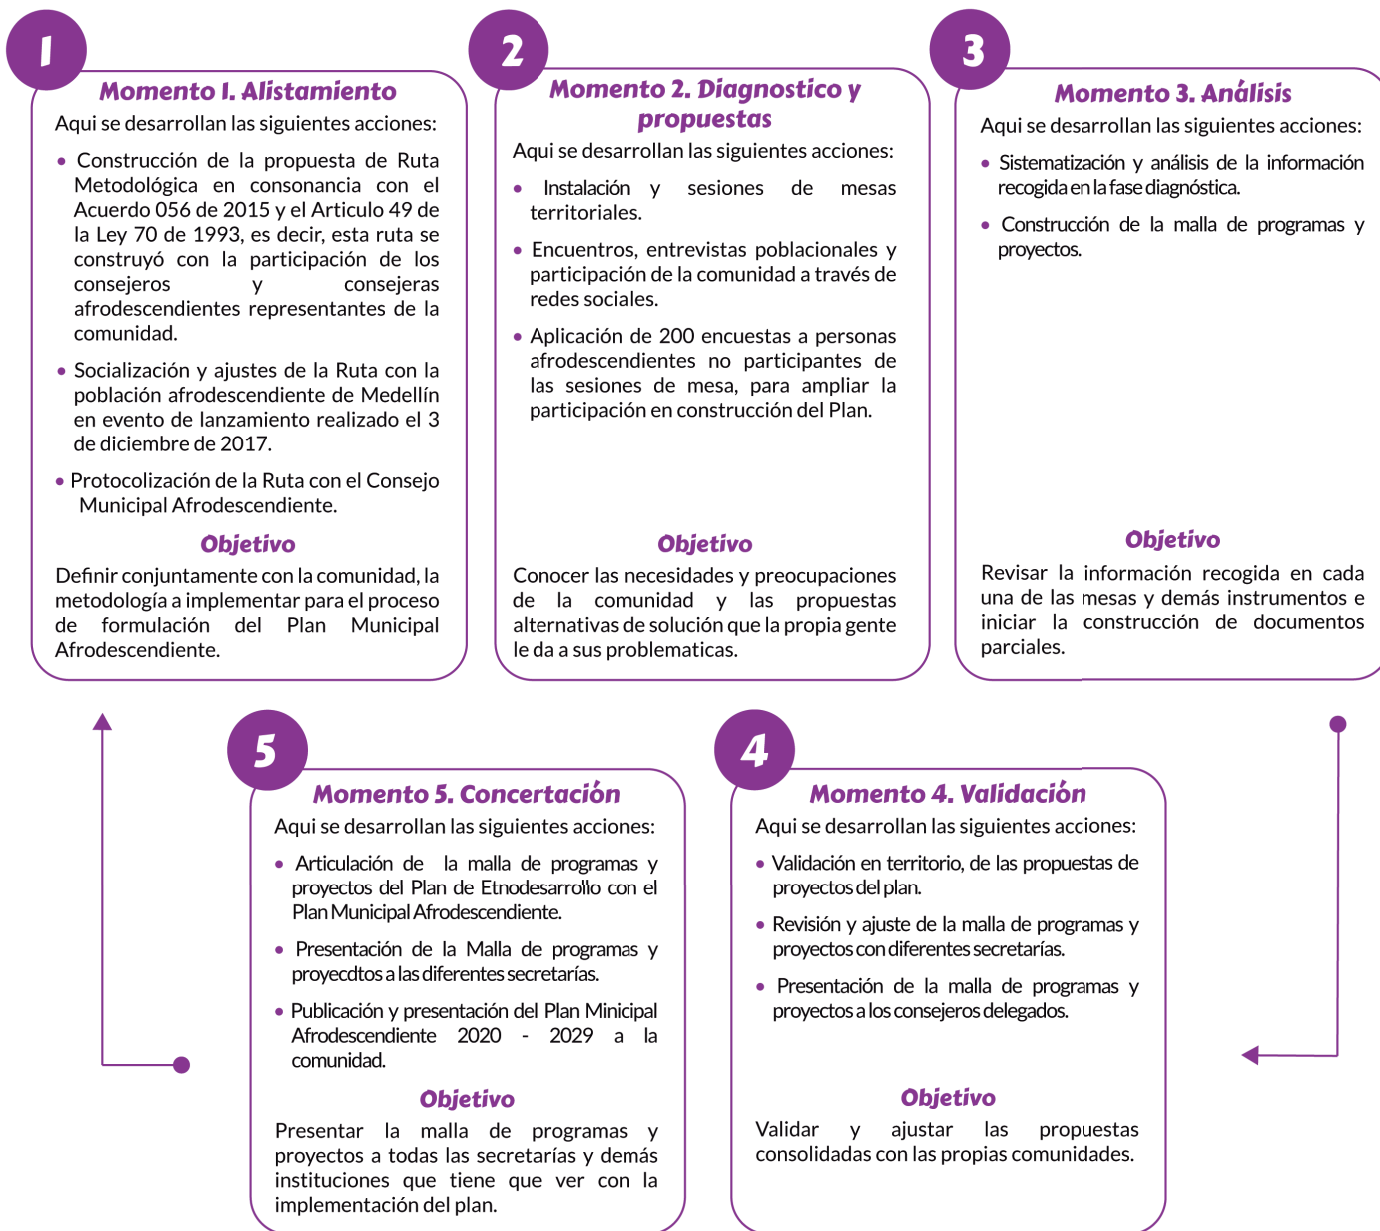 1
Momento 1. Alistamiento
Aqui se desarrollan las siguientes acciones:
• Construcción de la propuesta de Ruta
Metodológica en consonancia con el
Acuerdo 056 de 2015 y el Articulo 49 de
la Ley 70 de 1993, es decir, esta ruta se
construyó con la participación de los
consejeros y consejeras
afrodescendientes representantes de la
comunidad.
• Socialización y ajustes de la Ruta con la
población afrodescendiente de Medellín
en evento de lanzamiento realizado el 3
de diciembre de 2017.
• Protocolización de la Ruta con el Consejo
Municipal Afrodescendiente.
Objetivo
Definir conjuntamente con la comunidad, la
metodología a implementar para el proceso
de formulación del Plan Municipal
Afrodescendiente.
2
Momento 2. Diagnostico y
propuestas
Aqui se desarrollan las siguientes acciones:
• Instalación y sesiones de mesas
territoriales.
• Encuentros, entrevistas poblacionales y
participación de la comunidad a través de
redes sociales.
• Aplicación de 200 encuestas a personas
afrodescendientes no participantes de
las sesiones de mesa, para ampliar la
participación en construcción del Plan.
Objetivo
Conocer las necesidades y preocupaciones
de la comunidad y las propuestas
alternativas de solución que la propia gente
le da a sus problematicas.
3
Momento 3. Análisis
Aqui se desarrollan las siguientes acciones:
• Sistematización y análisis de la información
recogida en la fase diagnóstica.
• Construcción de la malla de programas y
proyectos.
Objetivo
Revisar la información recogida en cada
una de las mesas y demás instrumentos e
iniciar la construcción de documentos
parciales.
4
Momento 4. Validación
Aqui se desarrollan las siguientes acciones:
• Validación en territorio, de las propuestas de
proyectos del plan.
• Revisión y ajuste de la malla de programas y
proyectos con diferentes secretarías.
• Presentación de la malla de programas y
proyectos a los consejeros delegados.
Objetivo
Validar y ajustar las propuestas
consolidadas con las propias comunidades.
5
Momento 5. Concertación
Aqui se desarrollan las siguientes acciones:
• Articulación de la malla de programas y
proyectos del Plan de Etnodesarrollo con el
Plan Municipal Afrodescendiente.
• Presentación de la Malla de programas y
proyecdtos a las diferentes secretarías.
• Publicación y presentación del Plan Minicipal
Afrodescendiente 2020 - 2029 a la
comunidad.
Objetivo
Presentar la malla de programas y
proyectos a todas las secretarías y demás
instituciones que tiene que ver con la
implementación del plan.